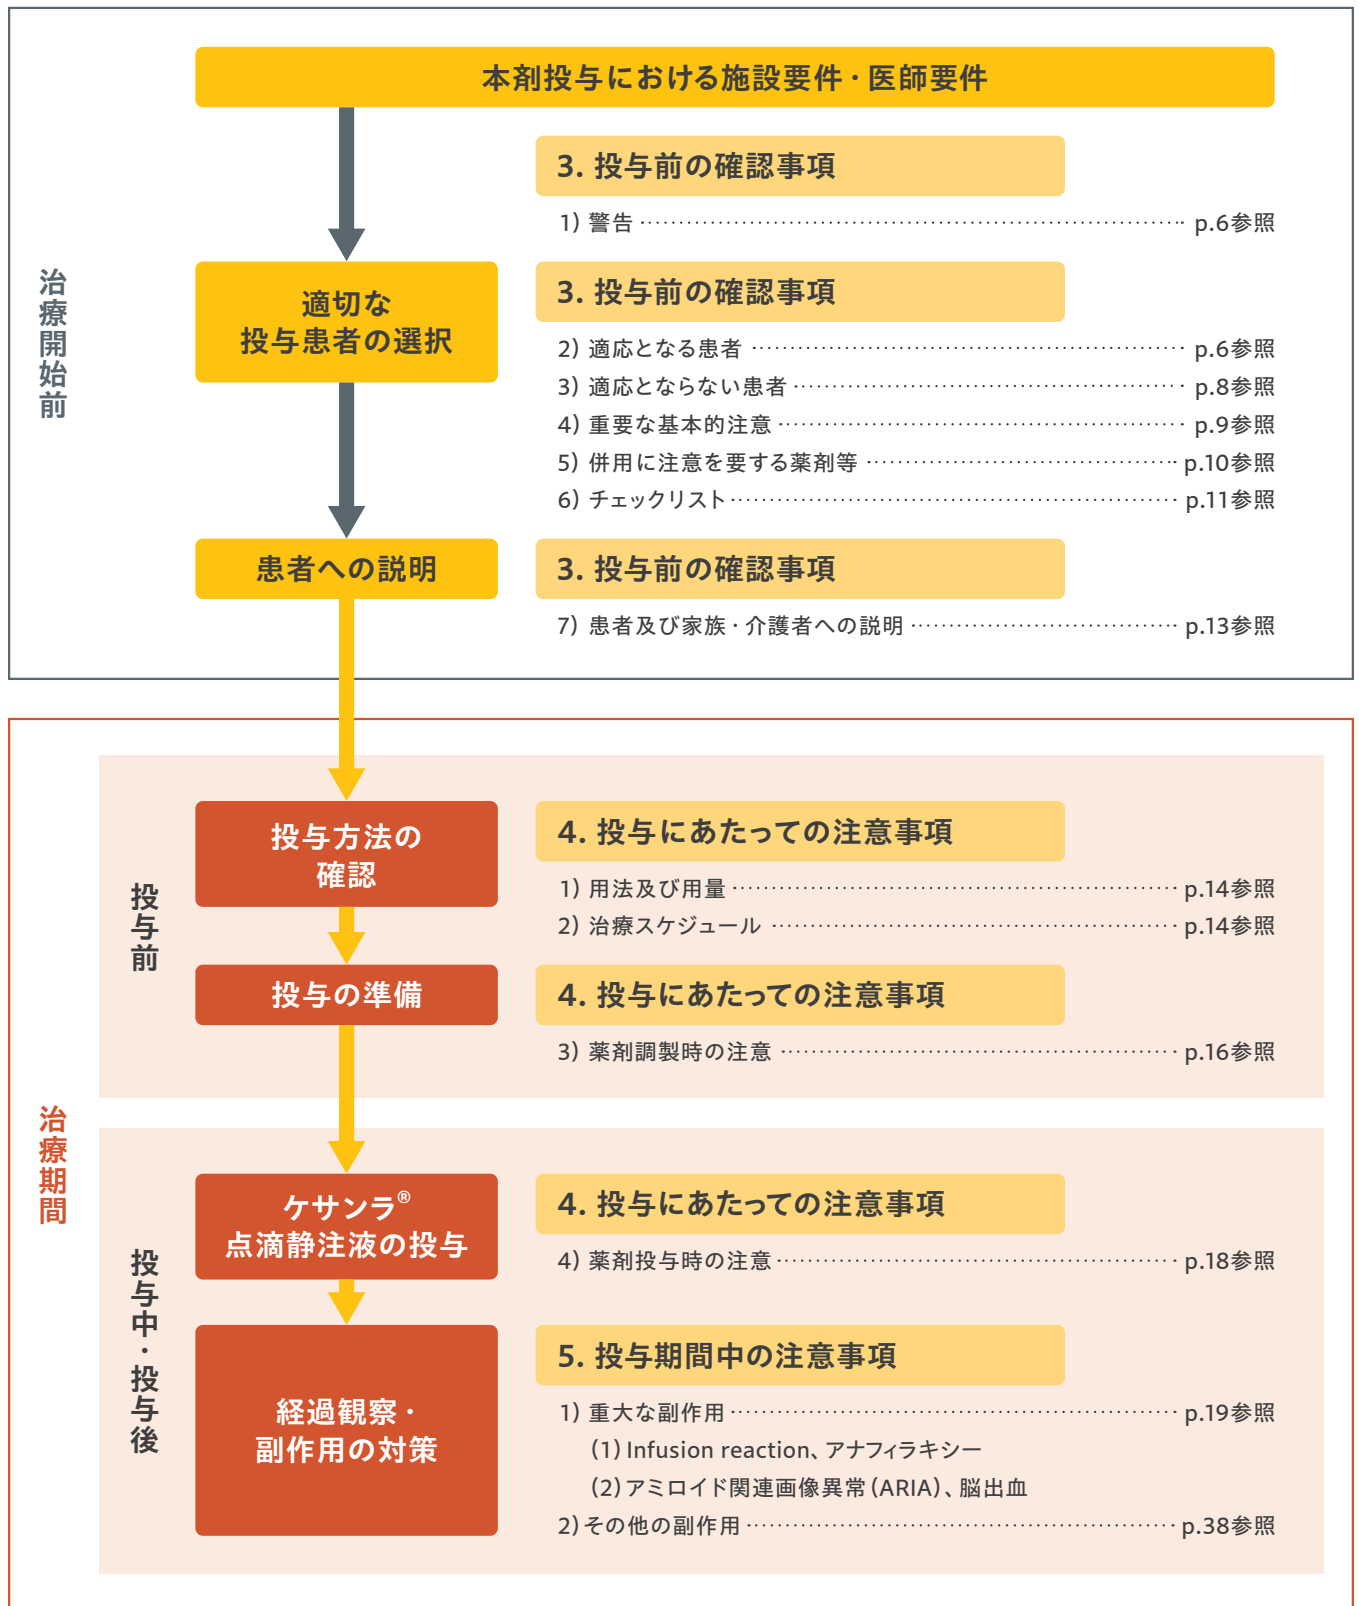 本剤投与における施設要件・医師要件
3. 投与前の確認事項
1) 警告 p.6参照
治療開始前
適切な
投与患者の選択
3. 投与前の確認事項
2) 適応となる患者 p.6参照
3) 適応とならない患者 p.8参照
4) 重要な基本的注意 p.9参照
5) 併用に注意を要する薬剤等 p.10参照
6) チェックリスト p.11参照
患者への説明
3. 投与前の確認事項
7) 患者及び家族・介護者への説明 p.13参照
治療期間
投与前
投与方法の
確認
4. 投与にあたっての注意事項
1) 用法及び用量 p.14参照
2) 治療スケジュール p.14参照
投与の準備
4. 投与にあたっての注意事項
3) 薬剤調製時の注意 p.16参照
投与中・投与後
ケサンラ®
点滴静注液の投与
4. 投与にあたっての注意事項
4) 薬剤投与時の注意 p.18参照
経過観察・
副作用の対策
5. 投与期間中の注意事項
1) 重大な副作用 p.19参照
(1) Infusion reaction、アナフィラキシー
(2) アミロイド関連画像異常(ARIA)、脳出血
2) その他の副作用 p.38参照